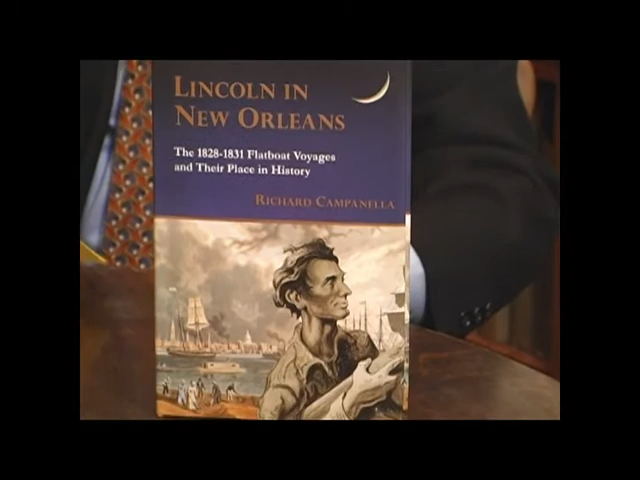 LINCOLN IN
NEW ORLEANS
The 1828-1831 Flatboat Voyages
and Their Place in History
RICHARD CAMPANELLA